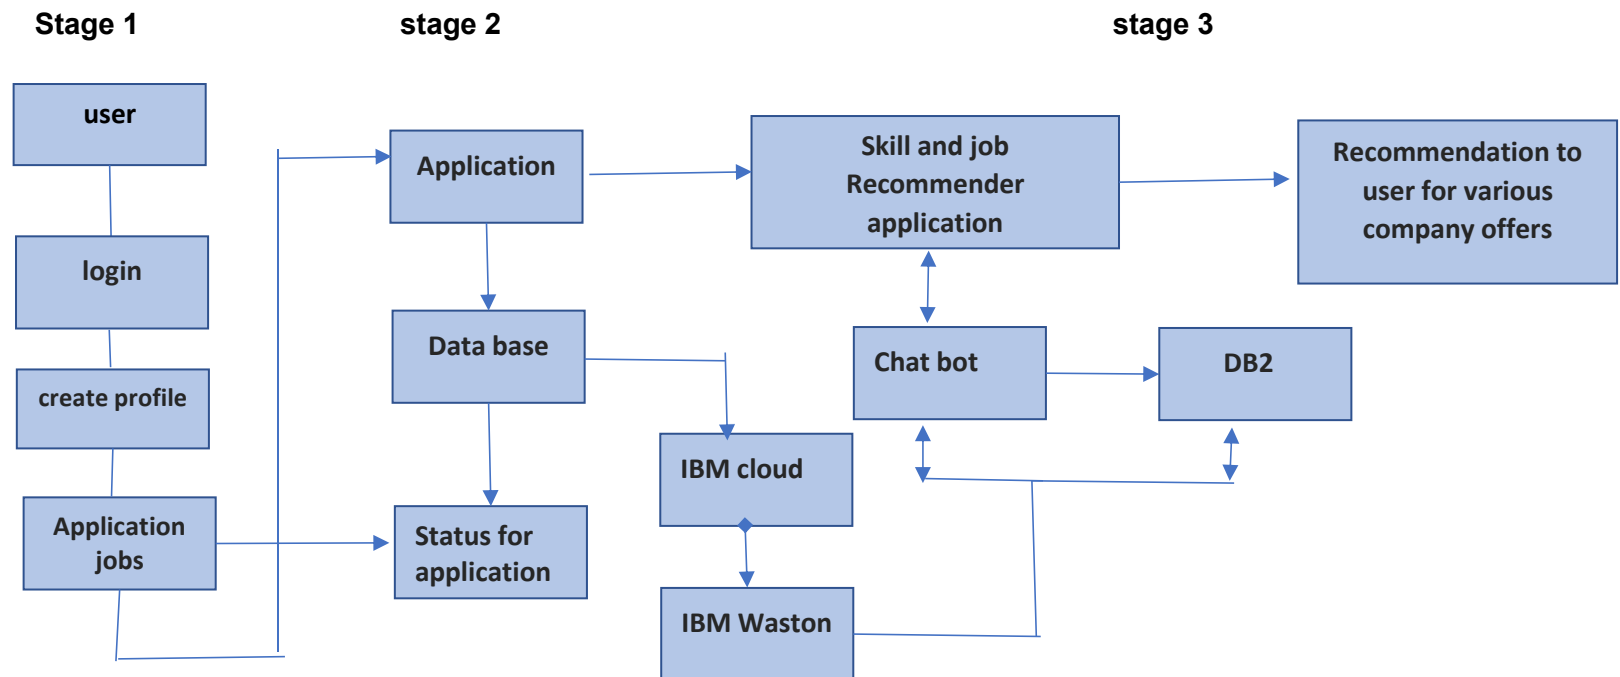 Stage 1
stage 2
stage 3
user
login
create profile
Application
jobs
Application
Data base
Status for
application
IBM cloud
IBM Waston
Skill and job
Recommender
application
Chat bot
DB2
Recommendation to
user for various
company offers